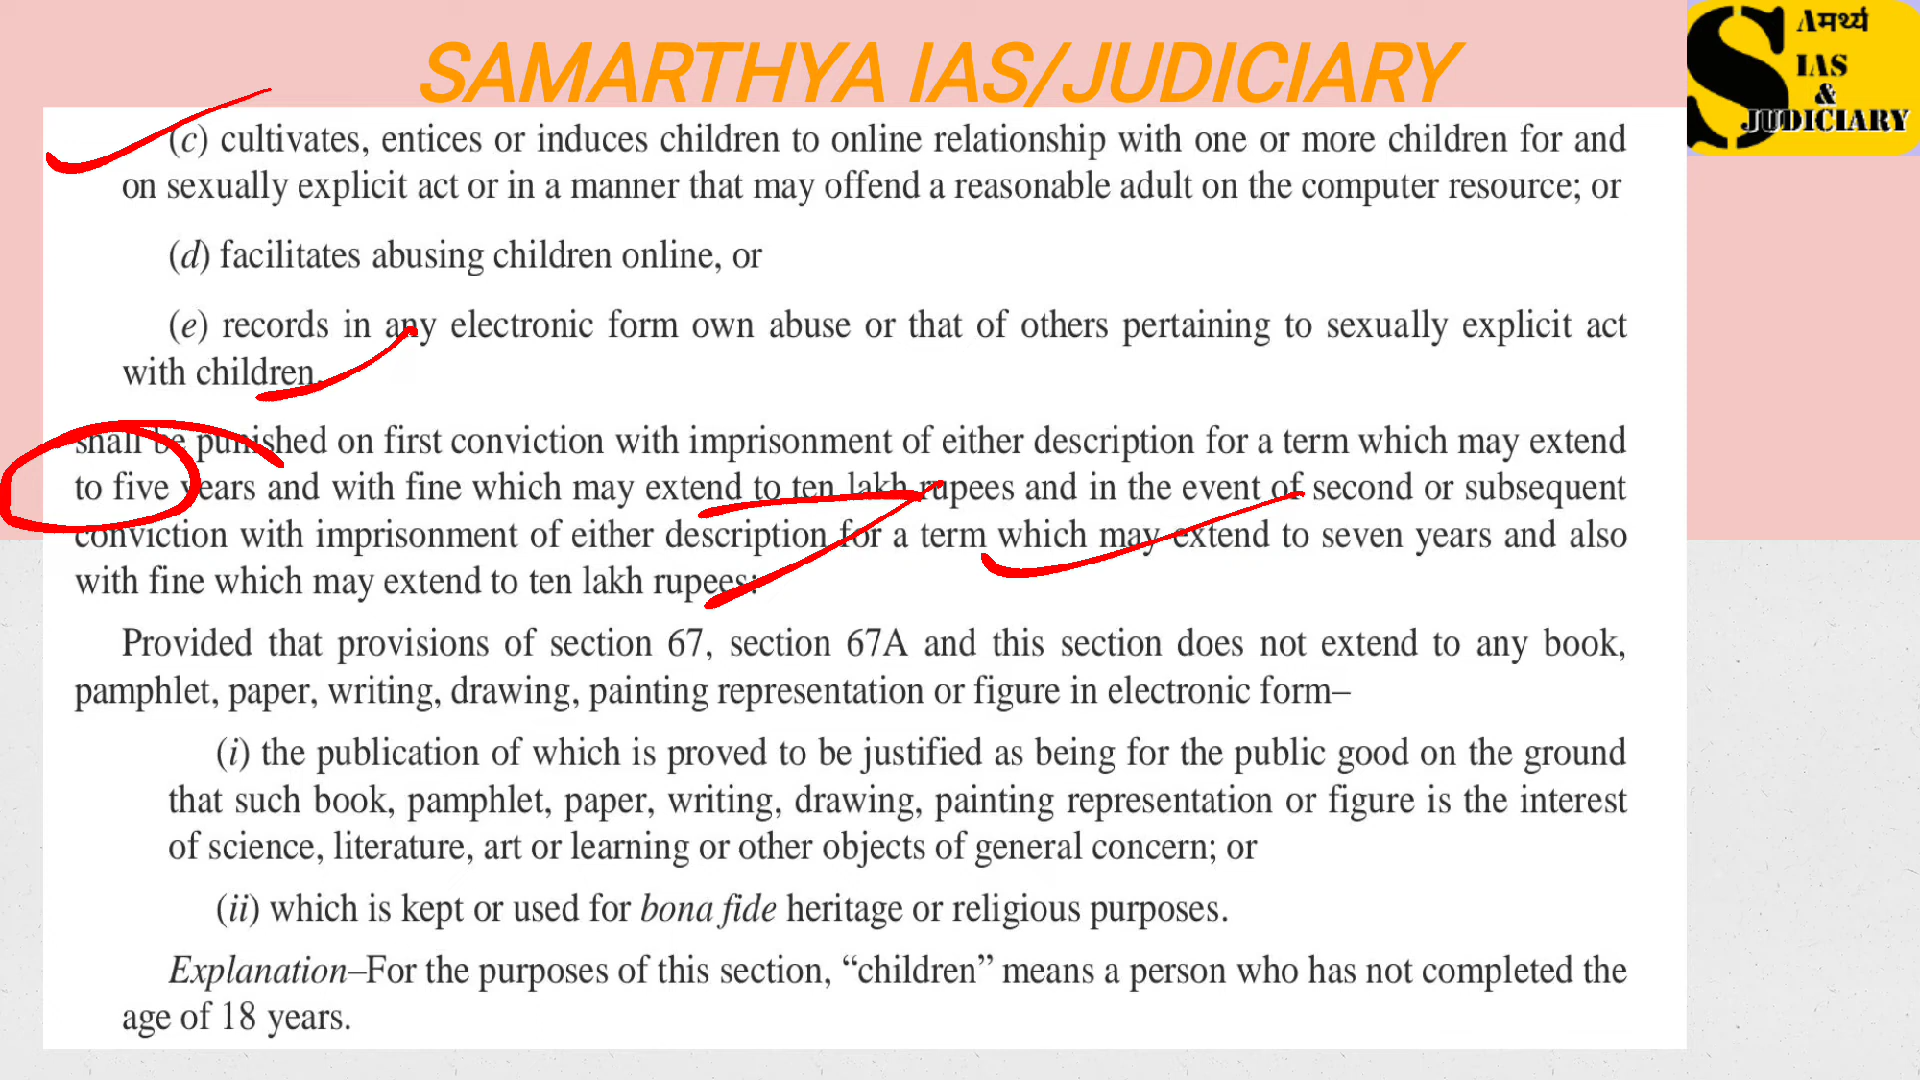 SAMARTHYA IAS/JUDICIARY
Aमर्थ्य
IAS
&
JUDICIARY
(c) cultivates, entices or induces children to online relationship with one or more children for and
on sexually explicit act or in a manner that may offend a reasonable adult on the computer resource; or
(d) facilitates abusing children online, or
(e) records in any electronic form own abuse or that of others pertaining to sexually explicit act
with children,
shall be punished on first conviction with imprisonment of either description for a term which may extend
to five years and with fine which may extend to ten lakh rupees and in the event of second or subsequent
conviction with imprisonment of either description for a term which may extend to seven years and also
with fine which may extend to ten lakh rupees:
Provided that provisions of section 67, section 67A and this section does not extend to any book,
pamphlet, paper, writing, drawing, painting representation or figure in electronic form–
(i) the publication of which is proved to be justified as being for the public good on the ground
that such book, pamphlet, paper, writing, drawing, painting representation or figure is the interest
of science, literature, art or learning or other objects of general concern; or
(ii) which is kept or used for bona fide heritage or religious purposes.
Explanation–For the purposes of this section, “children” means a person who has not completed the
age of 18 years.